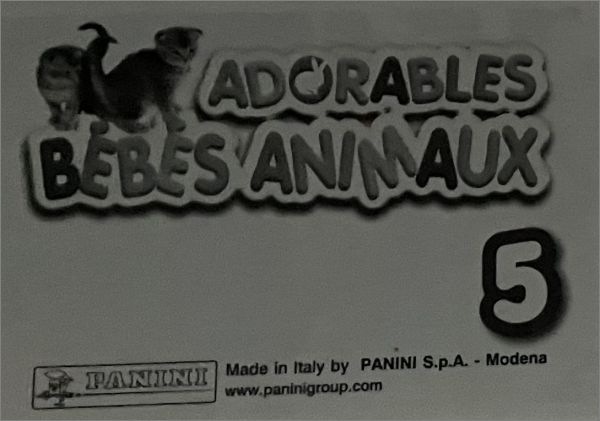 ADORABLES
BÉBÉS ANIMAUX
5
PANINI
Made in Italy by PANINI S.p.A. - Modena
www.paninigroup.com